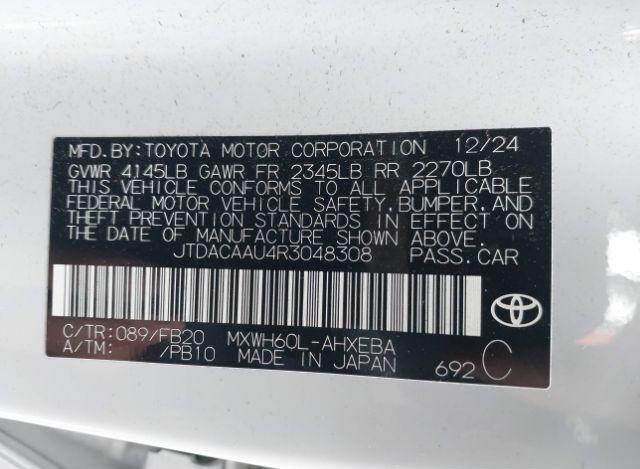 MFD. BY: TOYOTA MOTOR CORPORATION 12/24
GVWR 4145LB GAWR FR 2345LB RR 2270LB
THIS VEHICLE CONFORMS TO ALL APPLICABLE
FEDERAL MOTOR VEHICLE SAFETY, BUMPER, AND
THEFT PREVENTION STANDARDS IN EFFECT ON
THE DATE OF MANUFACTURE SHOWN ABOVE.
JTDACAAU4R3048308 PASS. CAR
C/TR: 089/FB20 MXWH60L-AHXEBA
A/TM: /PB10 MADE IN JAPAN 692 C